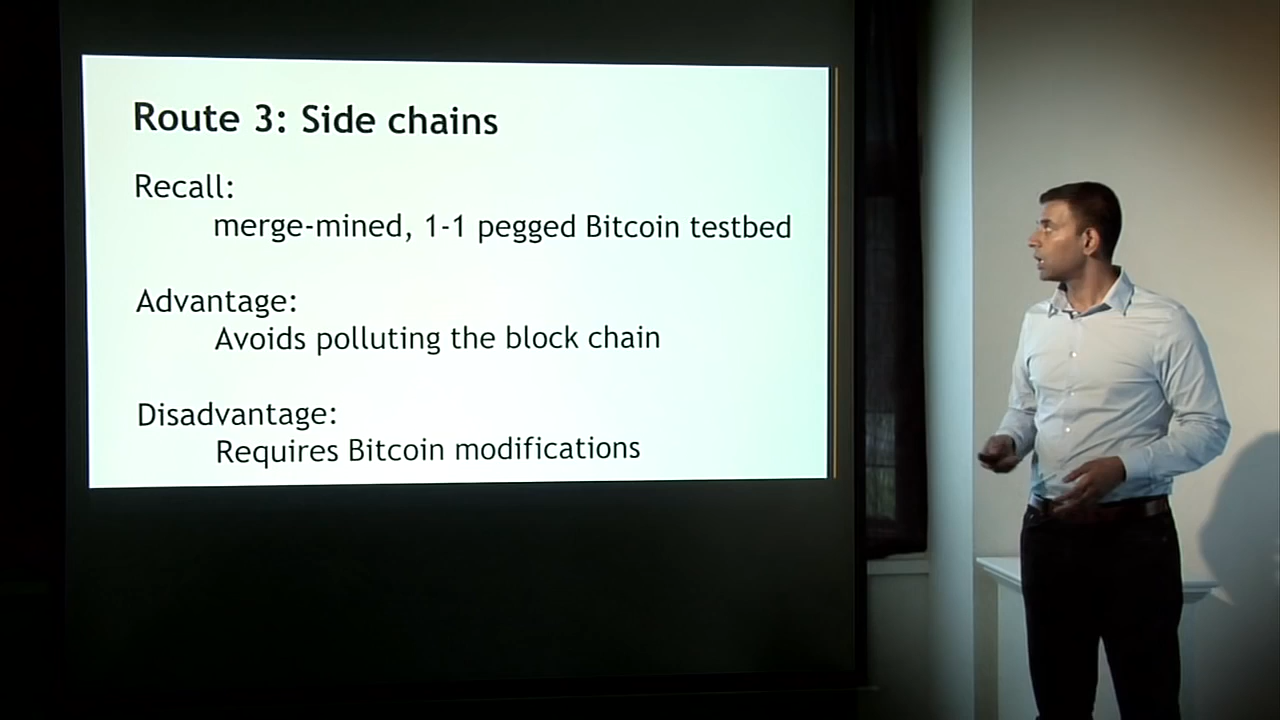 Route 3: Side chains
Recall:
merge-mined, 1-1 pegged Bitcoin testbed
Advantage:
Avoids polluting the block chain
Disadvantage:
Requires Bitcoin modifications